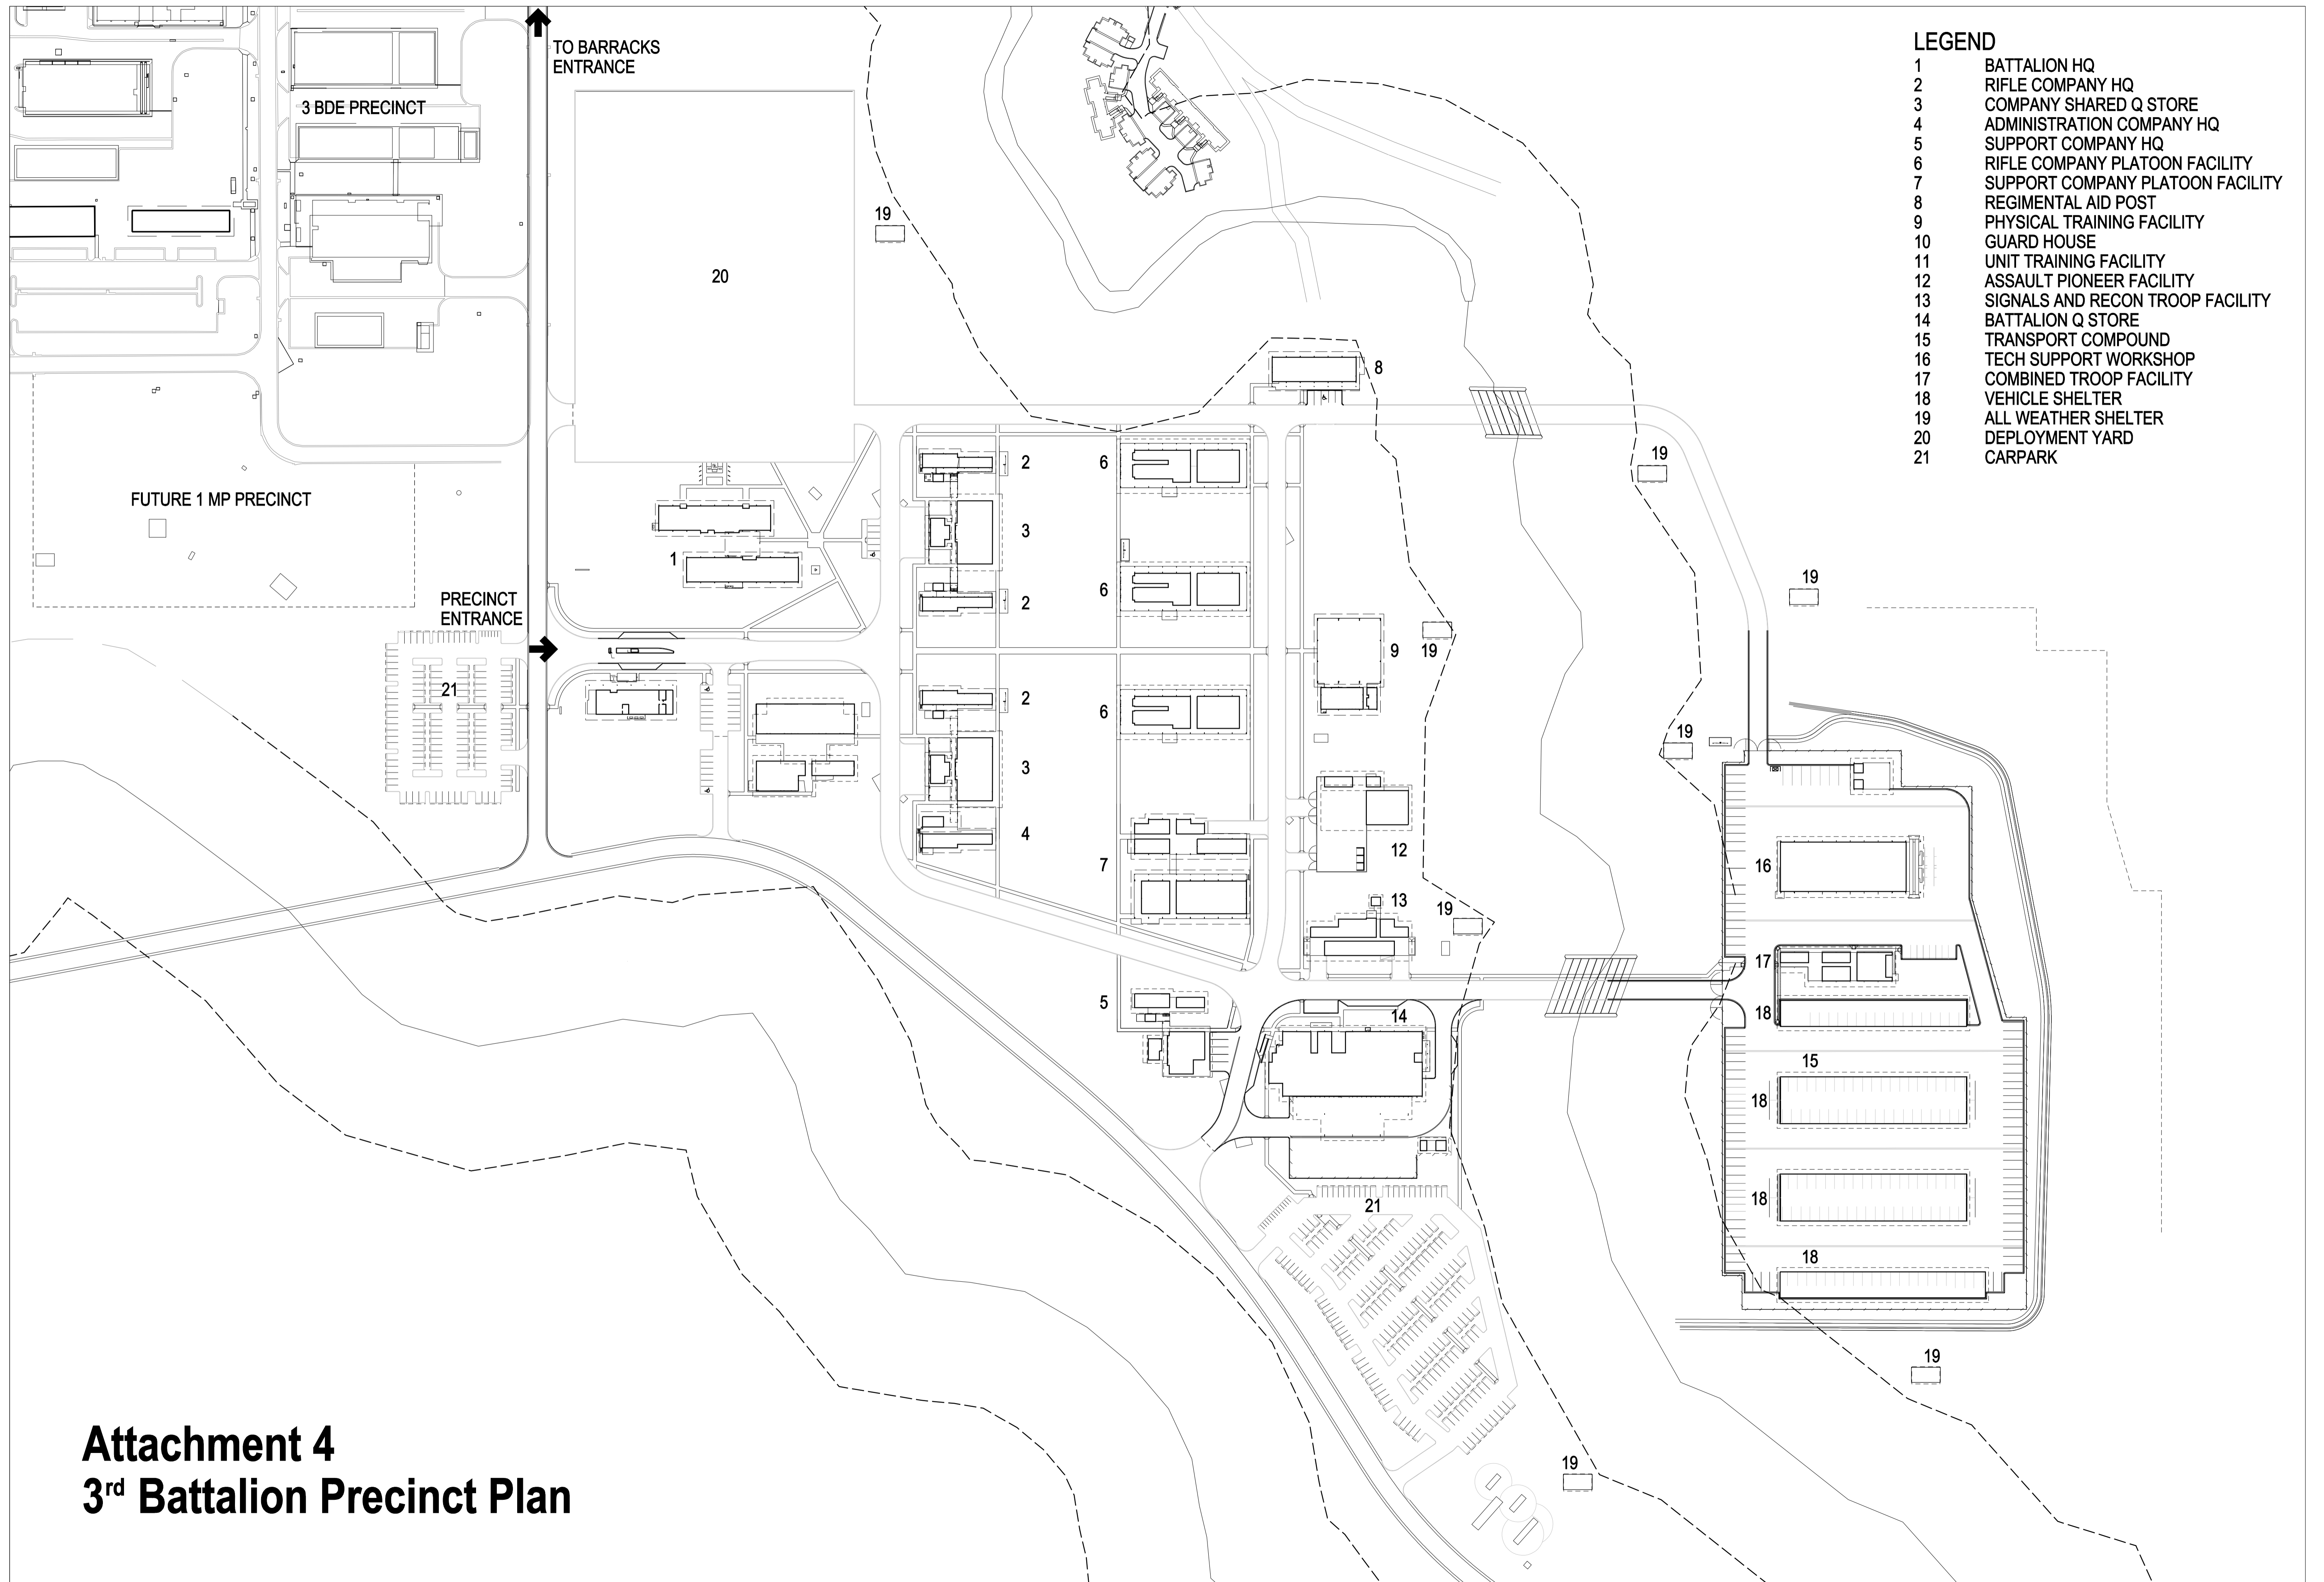 TO BARRACKS
ENTRANCE
3 BDE PRECINCT
FUTURE 1 MP PRECINCT
PRECINCT
ENTRANCE
LEGEND
1 BATTALION HQ
2 RIFLE COMPANY HQ
3 COMPANY SHARED Q STORE
4 ADMINISTRATION COMPANY HQ
5 SUPPORT COMPANY HQ
6 RIFLE COMPANY PLATOON FACILITY
7 SUPPORT COMPANY PLATOON FACILITY
8 REGIMENTAL AID POST
9 PHYSICAL TRAINING FACILITY
10 GUARD HOUSE
11 UNIT TRAINING FACILITY
12 ASSAULT PIONEER FACILITY
13 SIGNALS AND RECON TROOP FACILITY
14 BATTALION Q STORE
15 TRANSPORT COMPOUND
16 TECH SUPPORT WORKSHOP
17 COMBINED TROOP FACILITY
18 VEHICLE SHELTER
19 ALL WEATHER SHELTER
20 DEPLOYMENT YARD
21 CARPARK
19
20
8
19
2
6
3
1
19
6
2
9
19
21
2
6
19
3
4
12
7
16
13
19
17
5
18
14
15
18
18
21
18
19
19
Attachment 4
3rd Battalion Precinct Plan